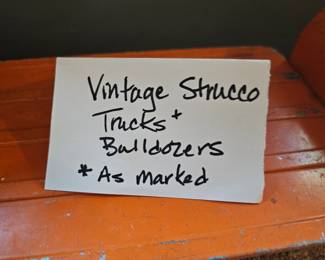 Vintage Strucco
Trucks *
Bulldozers
* As marked